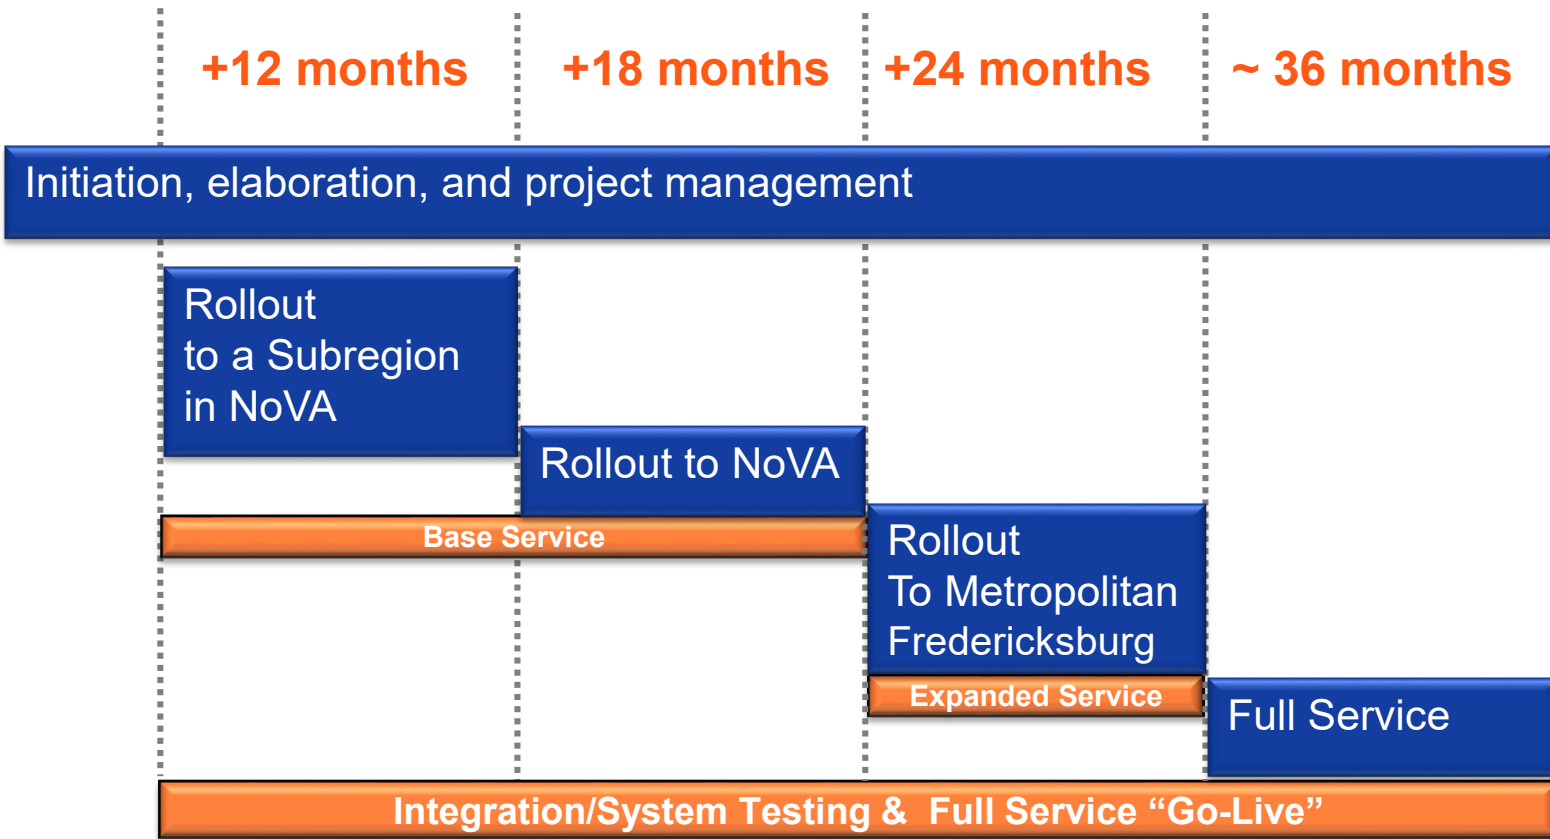 +12 months
+18 months
+24 months
~ 36 months
Initiation, elaboration, and project management
Rollout
to a Subregion
in NoVA
Rollout to NoVA
Base Service
Rollout
To Metropolitan
Fredericksburg
Expanded Service
Full Service
Integration/System Testing & Full Service “Go-Live”